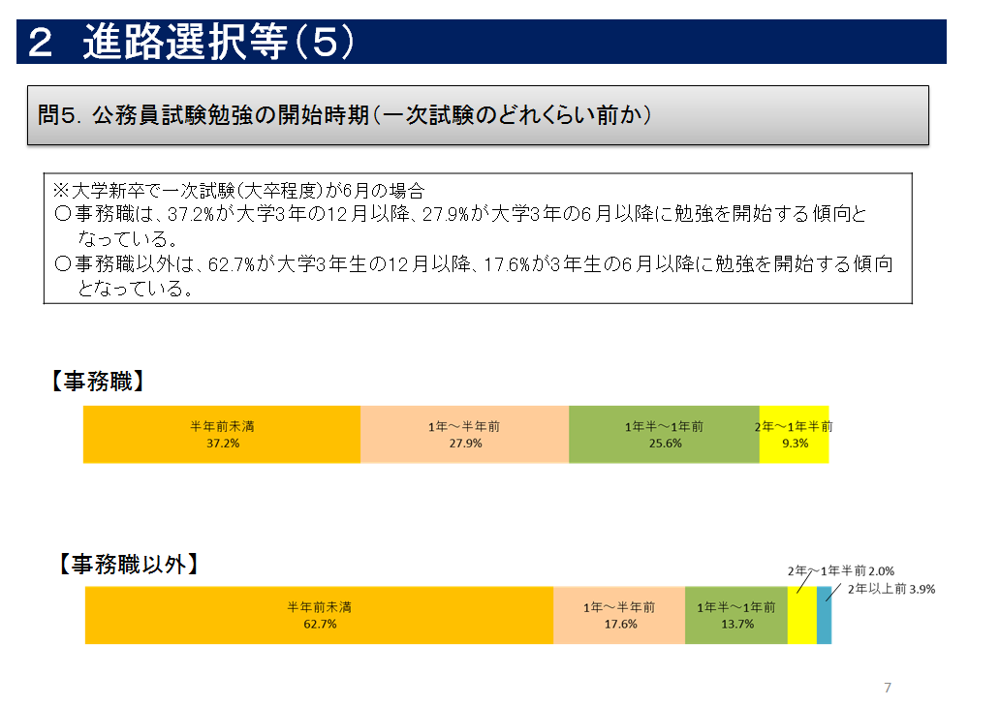 ２　進路選択等（５）
問５．公務員試験勉強の開始時期（一次試験のどれくらい前か）
※大学新卒で一次試験（大卒程度）が6月の場合
○事務職は、37.2%が大学3年の12月以降、27.9%が大学3年の6月以降に勉強を開始する傾向と
なっている。
○事務職以外は、62.7%が大学3年生の12月以降、17.6%が3年生の6月以降に勉強を開始する傾向
となっている。
【事務職】
半年前未満
37.2%
1年～半年前
27.9%
1年半～1年前
25.6%
2年～1年半前
9.3%
【事務職以外】
2年～1年半前 2.0%
2年以上前 3.9%
半年前未満
62.7%
1年～半年前
17.6%
1年半～1年前
13.7%
7